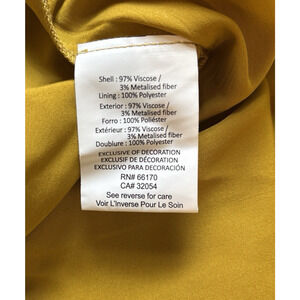 Shell : 97% Viscose /
3% Metalised fiber
Lining : 100% Polyester
Exterior : 97% Viscose /
3% Metalised fiber
Forro : 100% Poliéster
Extérieur : 97% Viscose /
3% Metalised fiber
Doublure : 100% Polyester
EXCLUSIVE OF DECORATION
EXCLUSIF DE DÉCORATION
EXCLUSIVO PARA DECORACIÓN
RN# 66170
CA# 32054
See reverse for care
Voir L'Inverse Pour Le Soin